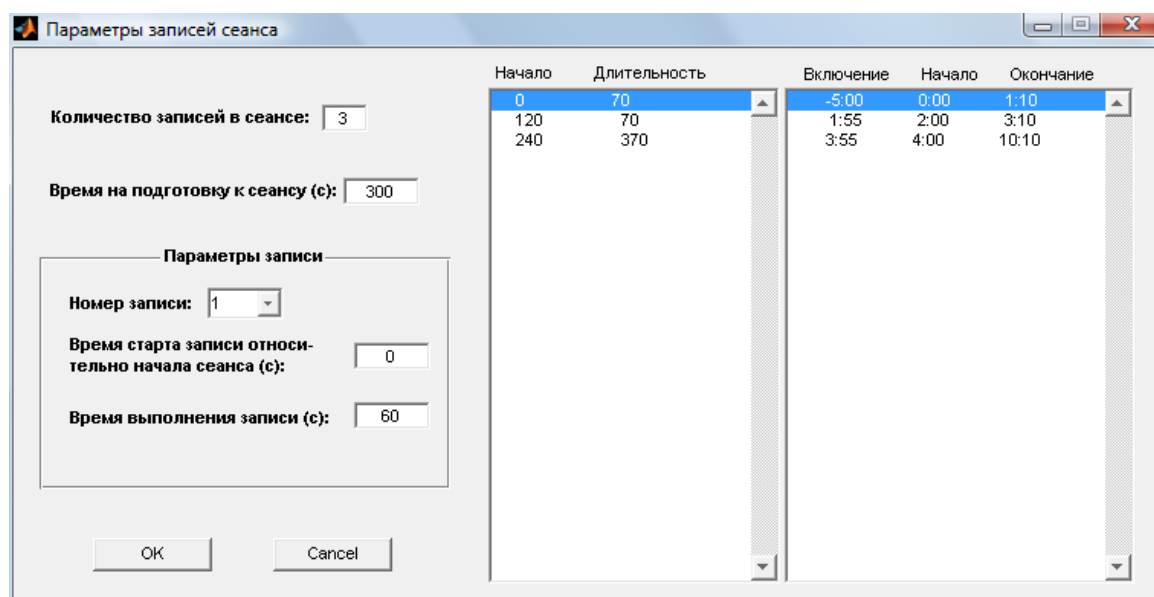 Параметры записей сеанса
Количество записей в сеансе: 3
Время на подготовку к сеансу (с): 300
Параметры записи
Номер записи: 1
Время старта записи относи-
тельно начала сеанса (с): 0
Время выполнения записи (с): 60
OK Cancel
Начало Длительность
0 70
120 70
240 370
Включение Начало Окончание
-5:00 0:00 1:10
1:55 2:00 3:10
3:55 4:00 10:10